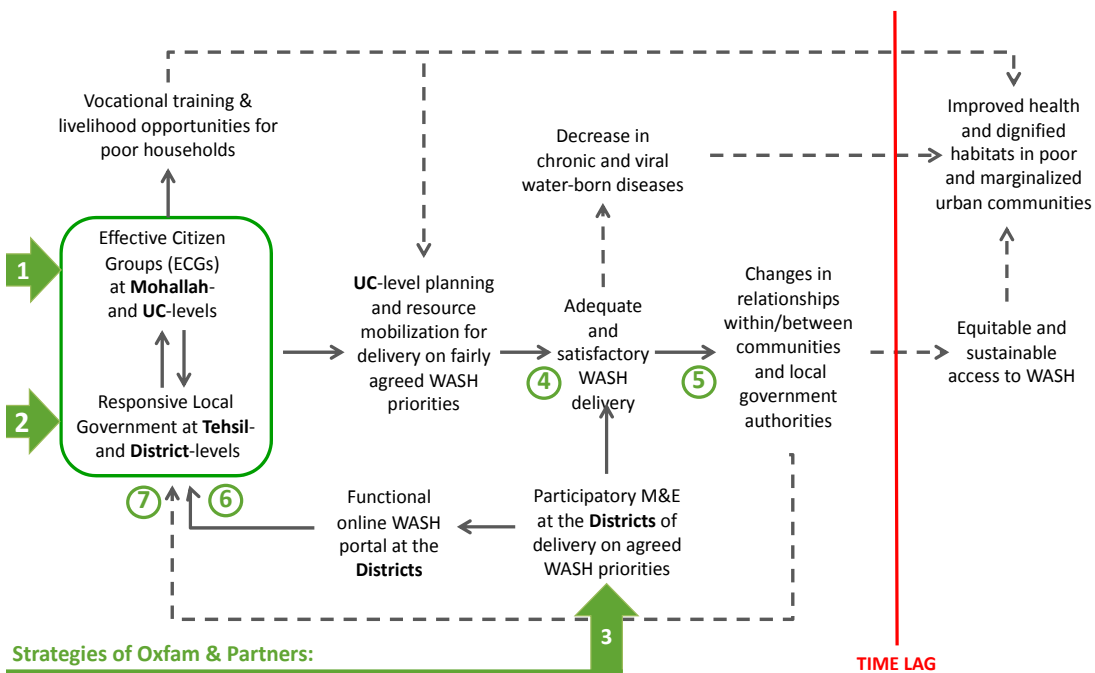 Vocational training &
livelihood opportunities for
poor households
Decrease in
chronic and viral
water-born diseases
Improved health
and dignified
habitats in poor
and marginalized
urban communities
1
Effective Citizen
Groups (ECGs)
at Mohallah-
and UC-levels
2
Responsive Local
Government at Tehsil-
and District-levels
UC-level planning
and resource
mobilization for
delivery on fairly
agreed WASH
priorities
4
Adequate
and
satisfactory
WASH
delivery
5
Changes in
relationships
within/between
communities
and local
government
authorities
Equitable and
sustainable
access to WASH
7
6
Functional
online WASH
portal at the
Districts
Participatory M&E
at the Districts of
delivery on agreed
WASH priorities
3
Strategies of Oxfam & Partners:
TIME LAG